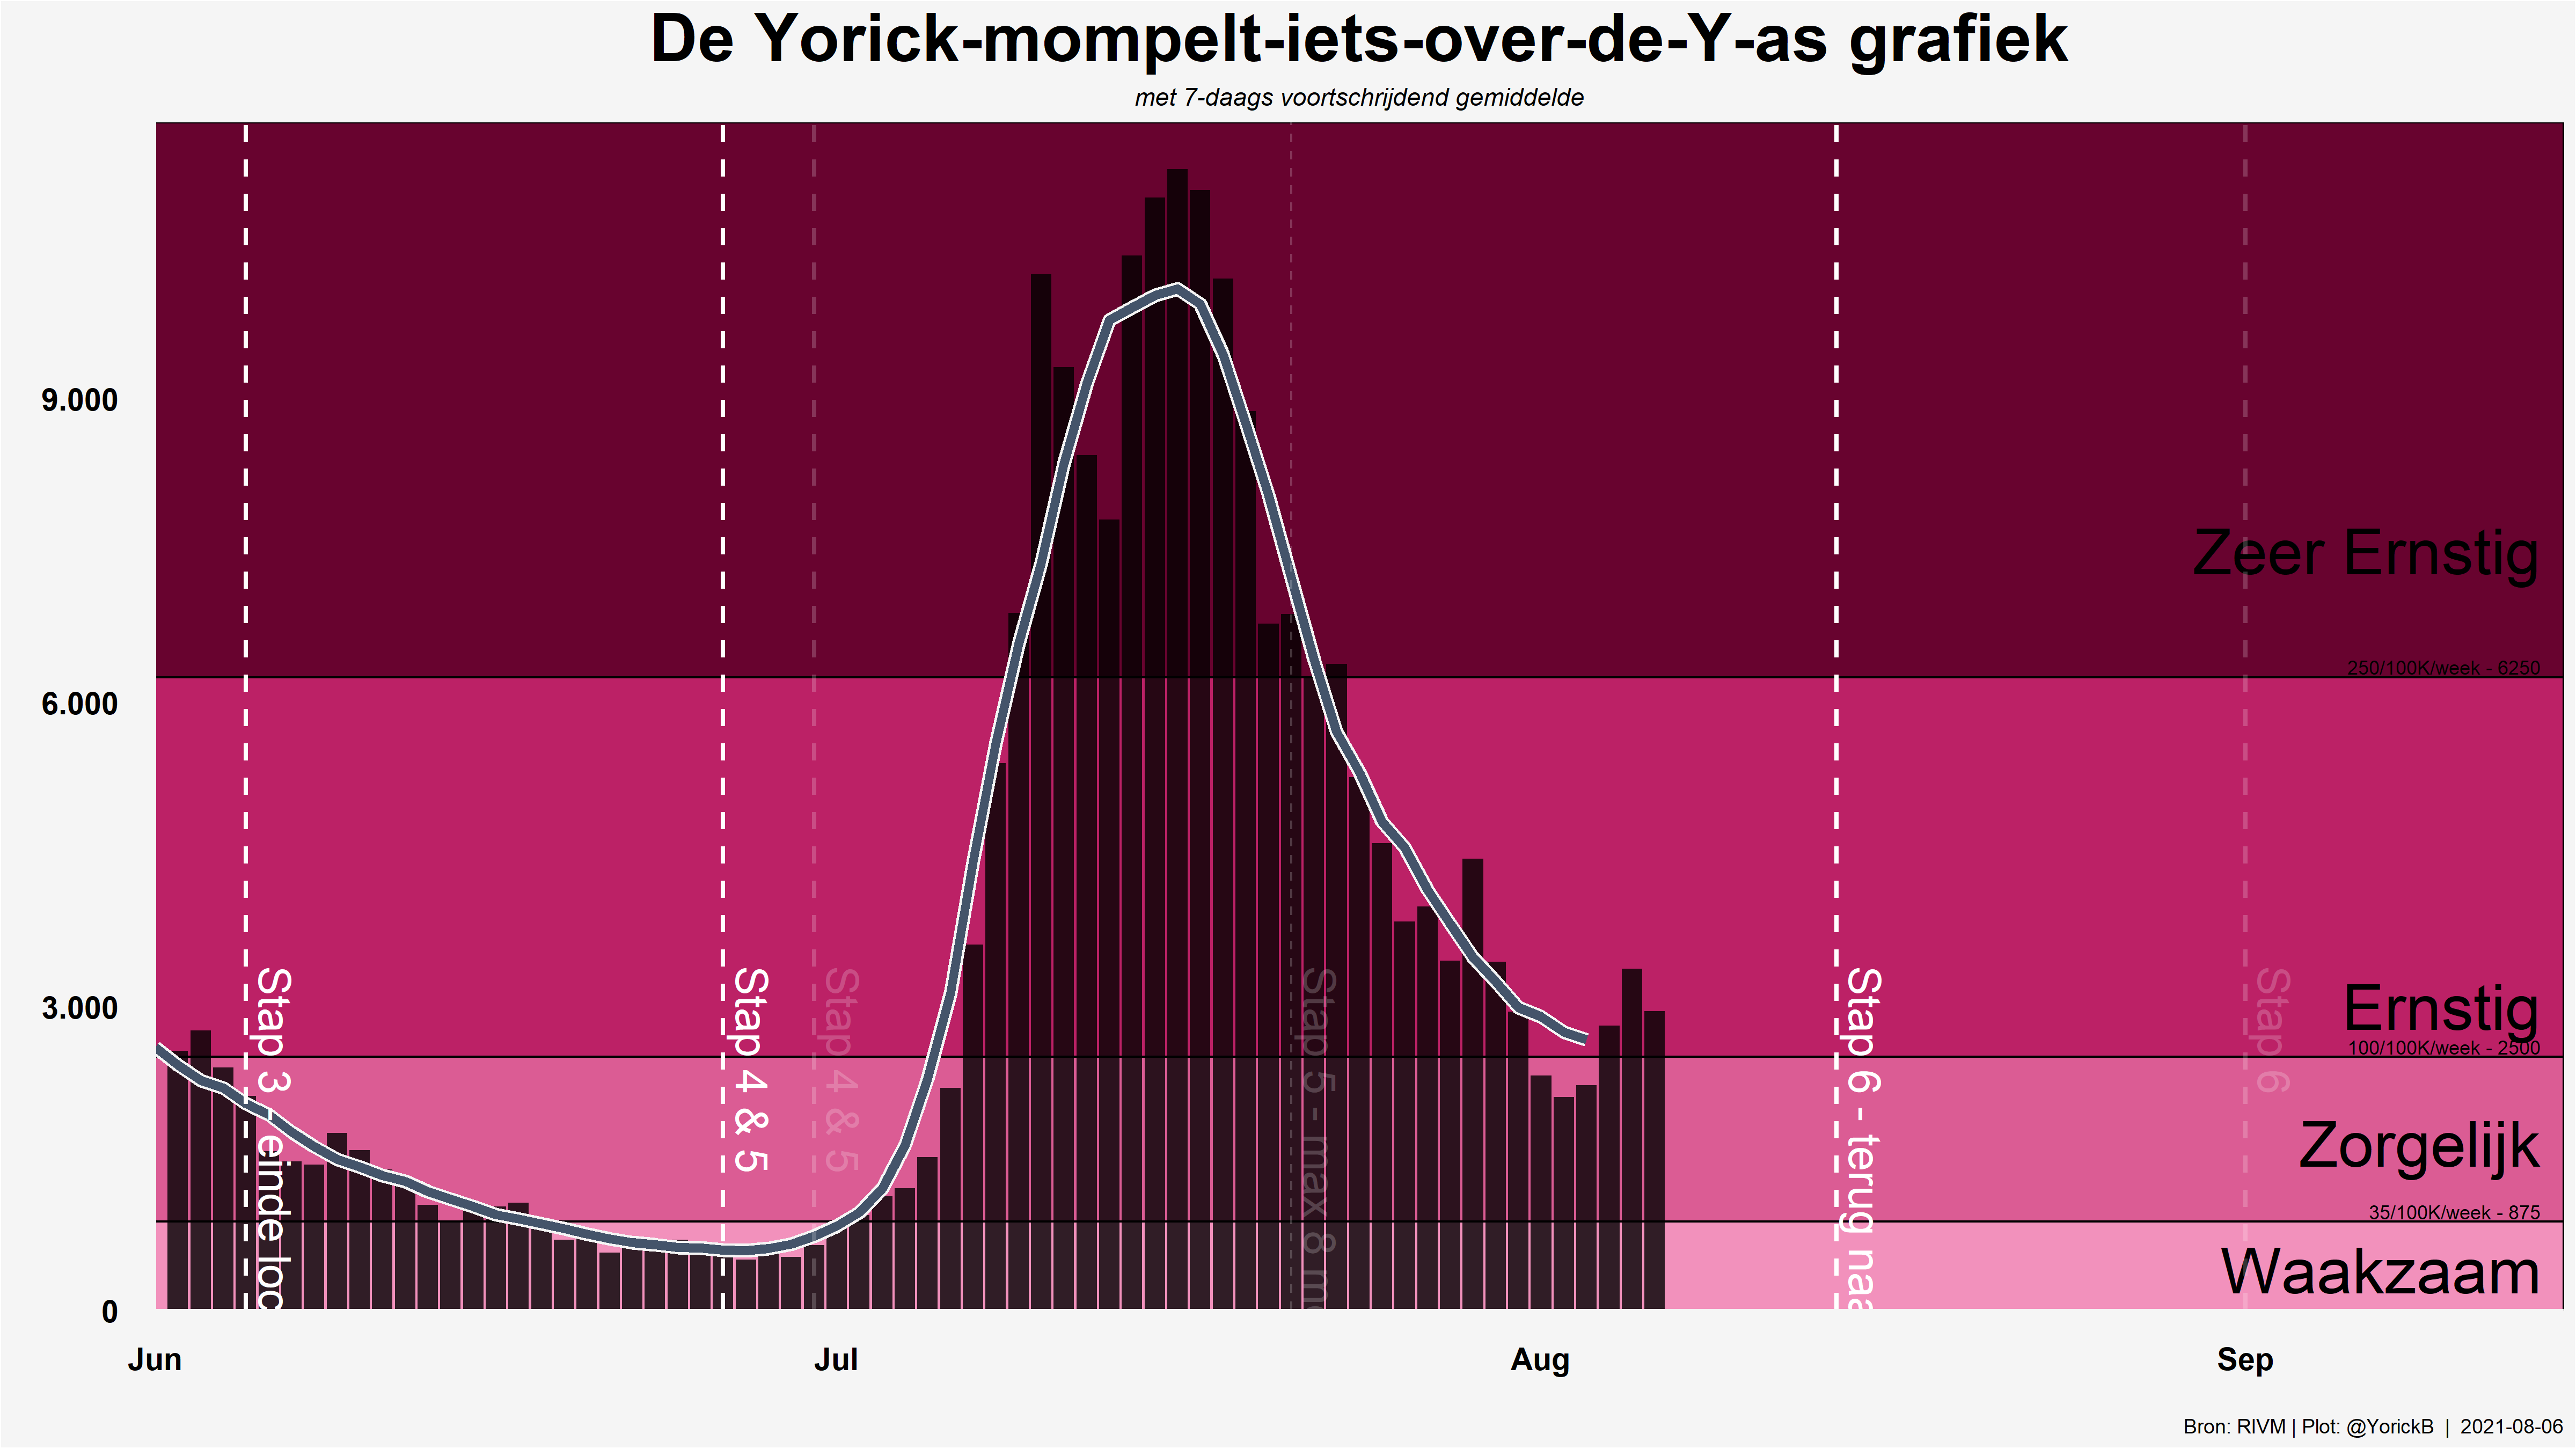 De Yorick-mompelt-iets-over-de-Y-as grafiek
met 7-daags voortschrijdend gemiddelde
9.000
6.000
3.000
0
Stap 3 - einde loc
Stap 4 & 5
Stap 4 & 5
Stap 5 - max 8 m
Stap 6 - terug naa
Stap 6
Zeer Ernstig
250/100K/week - 6250
Ernstig
100/100K/week - 2500
Zorgelijk
35/100K/week - 875
Waakzaam
Jun
Jul
Aug
Sep
Bron: RIVM | Plot: @YorickB | 2021-08-06